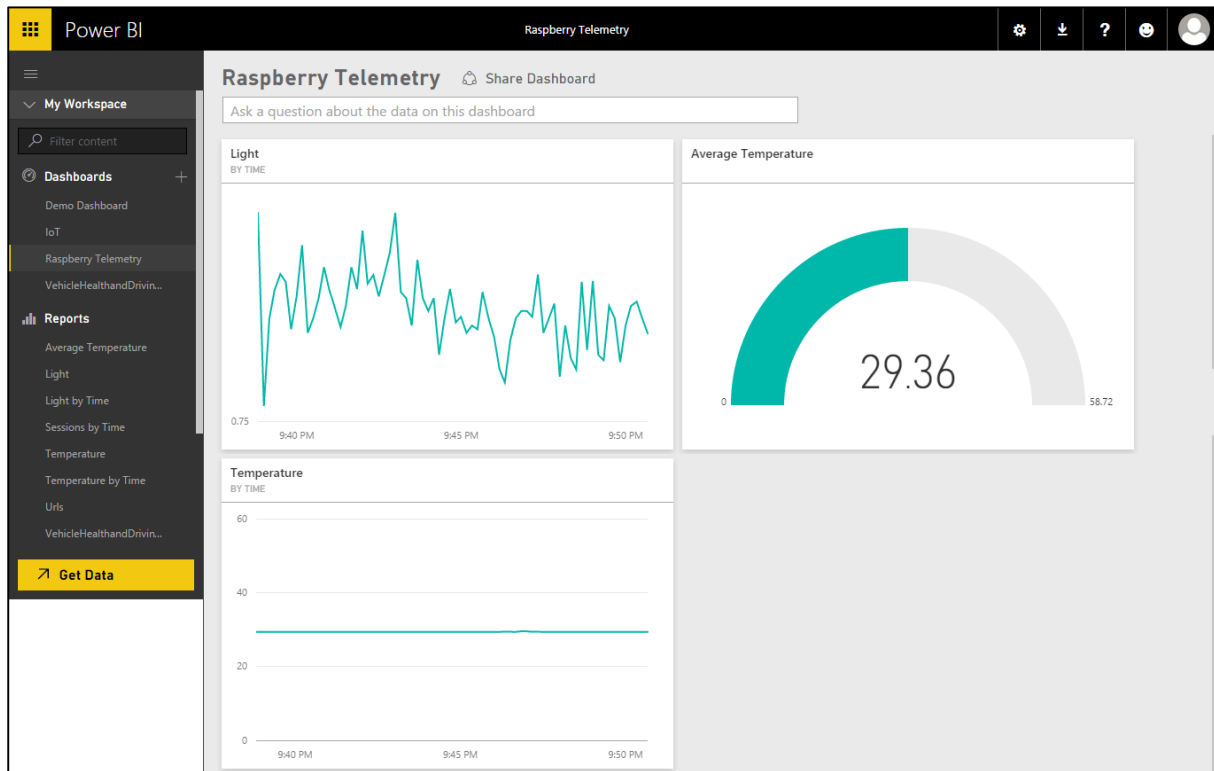 Power BI
Raspberry Telemetry
?
My Workspace
Filter content
Dashboards
Demo Dashboard
IoT
Raspberry Telemetry
VehicleHealthandDrivin...
Reports
Average Temperature
Light
Light by Time
Sessions by Time
Temperature
Temperature by Time
Urls
VehicleHealthandDrivin...
Get Data
Raspberry Telemetry Share Dashboard
Ask a question about the data on this dashboard
Light
BY TIME
0.75
9:40 PM 9:45 PM 9:50 PM
Average Temperature
29.36
0 58.72
Temperature
BY TIME
60
40
20
0
9:40 PM 9:45 PM 9:50 PM